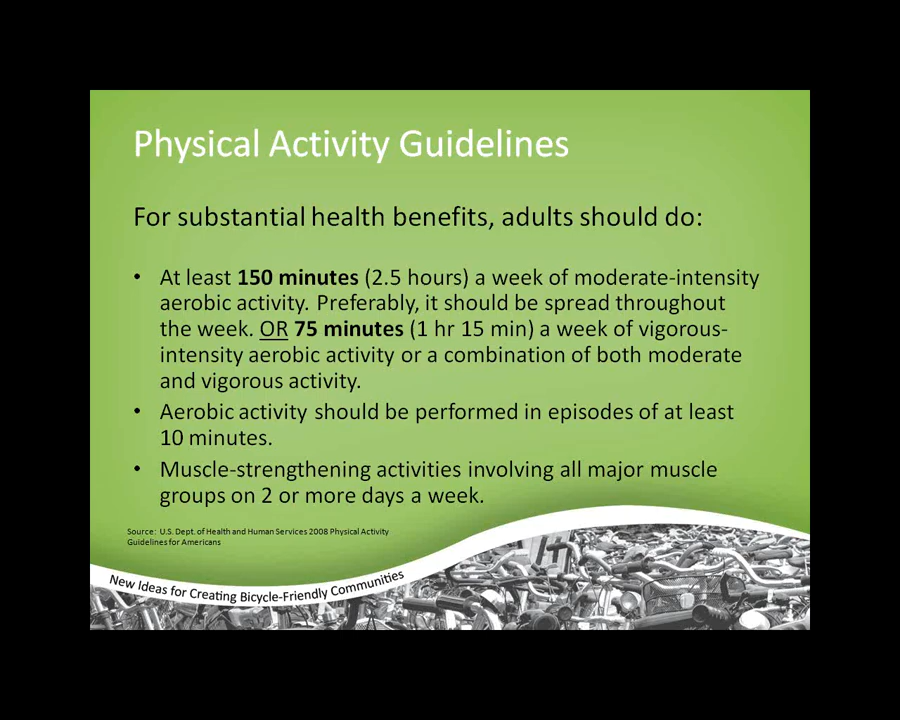 Physical Activity Guidelines
For substantial health benefits, adults should do:
• At least 150 minutes (2.5 hours) a week of moderate-intensity
aerobic activity. Preferably, it should be spread throughout
the week. OR 75 minutes (1 hr 15 min) a week of vigorous-
intensity aerobic activity or a combination of both moderate
and vigorous activity.
• Aerobic activity should be performed in episodes of at least
10 minutes.
• Muscle-strengthening activities involving all major muscle
groups on 2 or more days a week.
Source: U.S. Dept. of Health and Human Services 2008 Physical Activity
Guidelines for Americans
New Ideas for Creating Bicycle-Friendly Communities